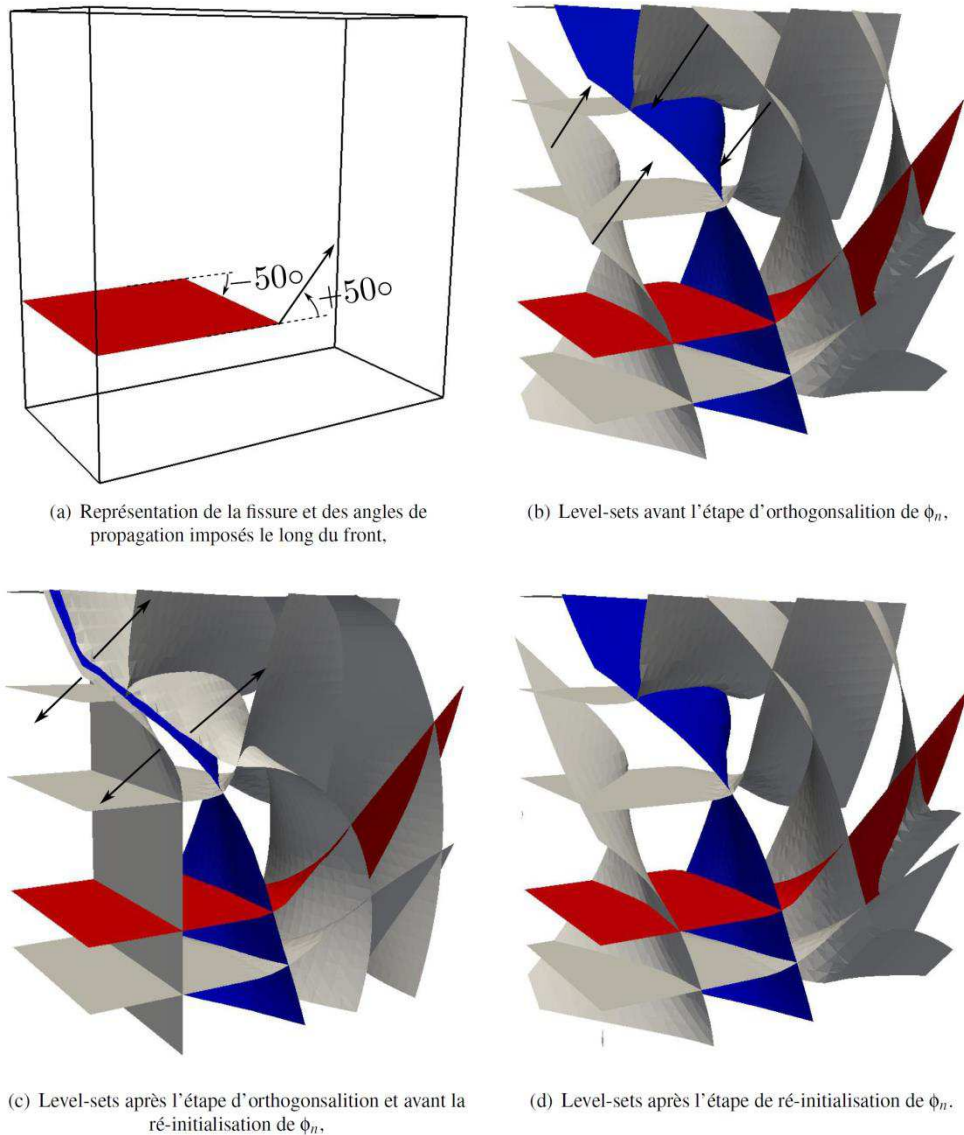 −50°
+50°
(a) Représentation de la fissure et des angles de
propagation imposés le long du front,
(b) Level-sets avant l'étape d'orthogonsalition de ϕn,
(c) Level-sets après l'étape d'orthogonsalition et avant la
ré-initialisation de ϕn,
(d) Level-sets après l'étape de ré-initialisation de ϕn.